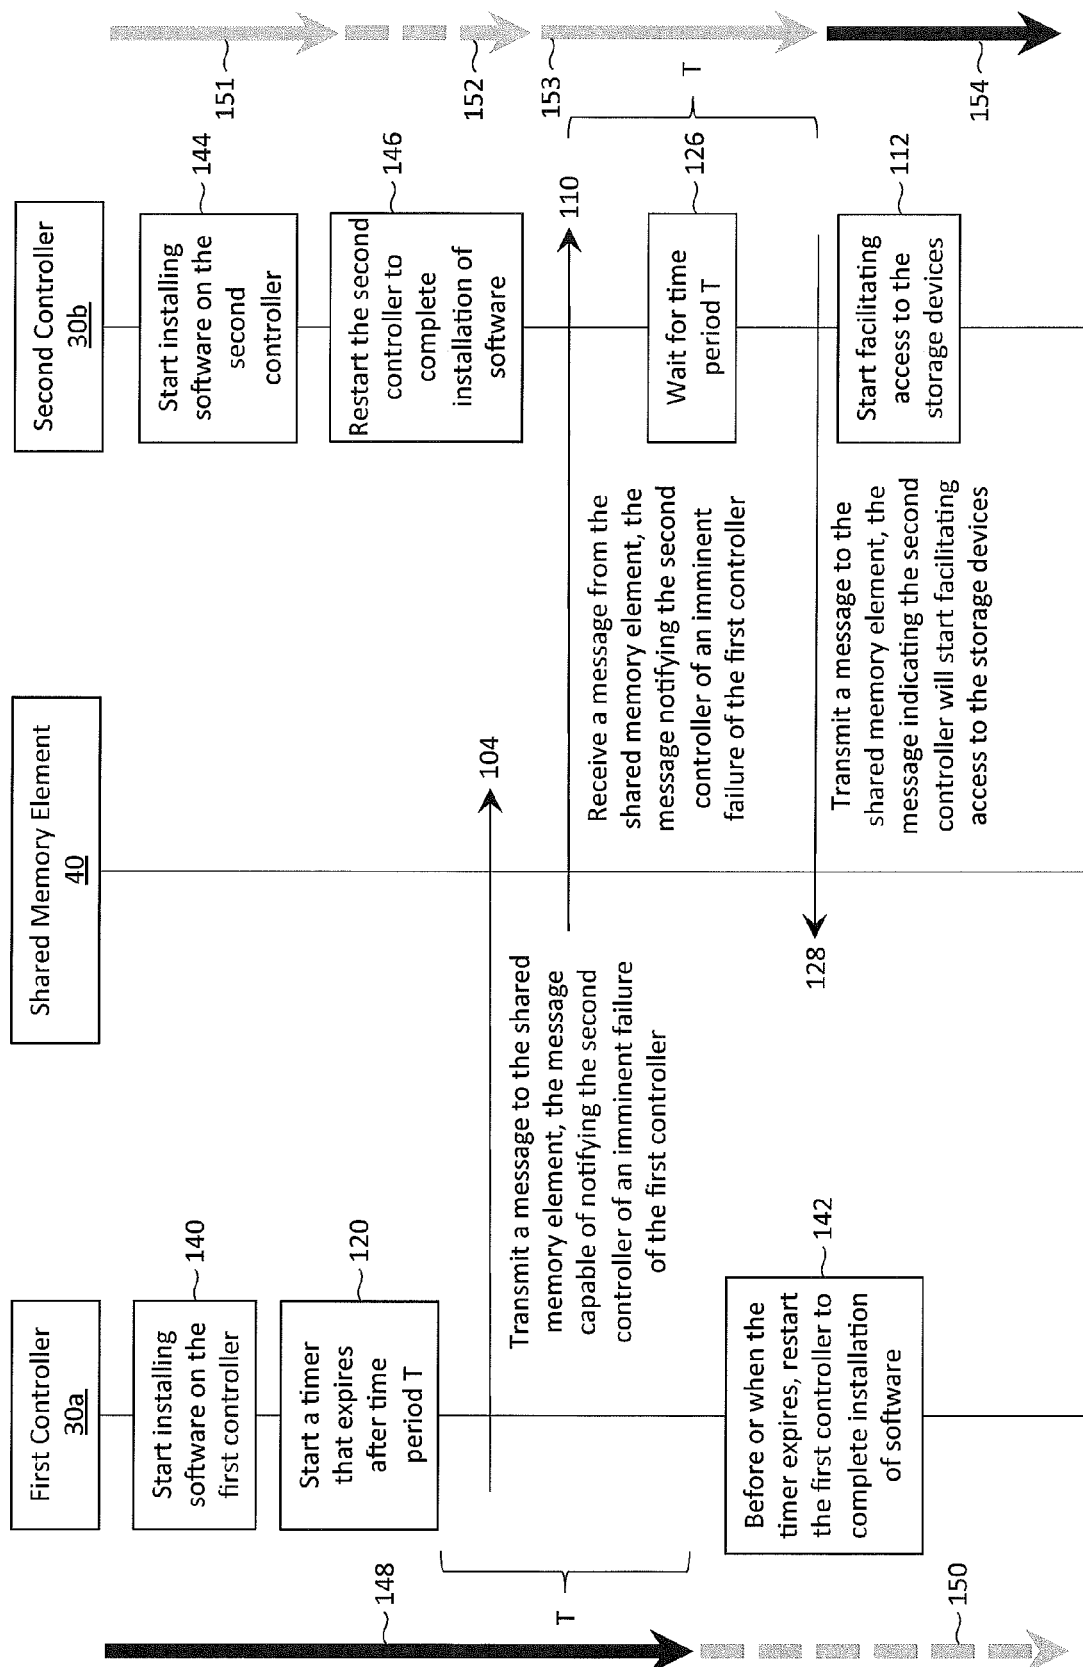 First Controller
30a
Shared Memory Element
40
Second Controller
30b
148
150
T
Start installing
software on the
first controller
140
Start a timer
that expires
after time
period T
120
104
Transmit a message to the shared
memory element, the message
capable of notifying the second
controller of an imminent failure
of the first controller
Before or when the
timer expires, restart
the first controller to
complete installation
of software
142
Start installing
software on the
second
controller
144
Restart the second
controller to
complete
installation of
software
146
110
Receive a message from the
shared memory element, the
message notifying the second
controller of an imminent
failure of the first controller
Wait for time
period T
126
128
Transmit a message to the
shared memory element, the
message indicating the second
controller will start facilitating
access to the storage devices
Start facilitating
access to the
storage devices
112
T
151
152
153
154